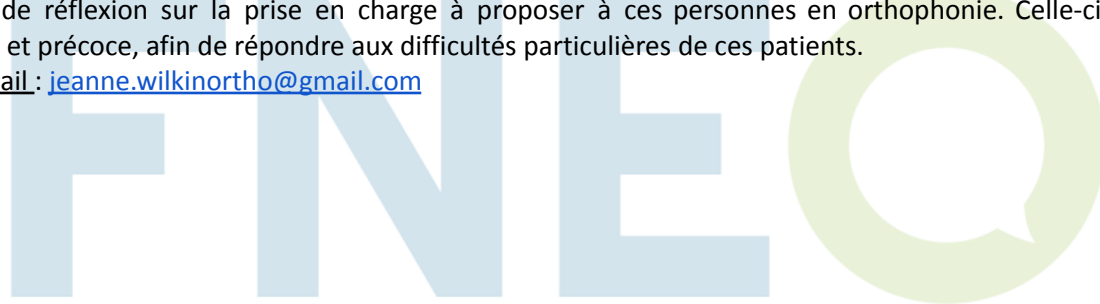 de réflexion sur la prise en charge à proposer à ces personnes en orthophonie. Celle-ci
et précoce, afin de répondre aux difficultés particulières de ces patients.
ail : jeanne.wilkinortho@gmail.com
FNEO